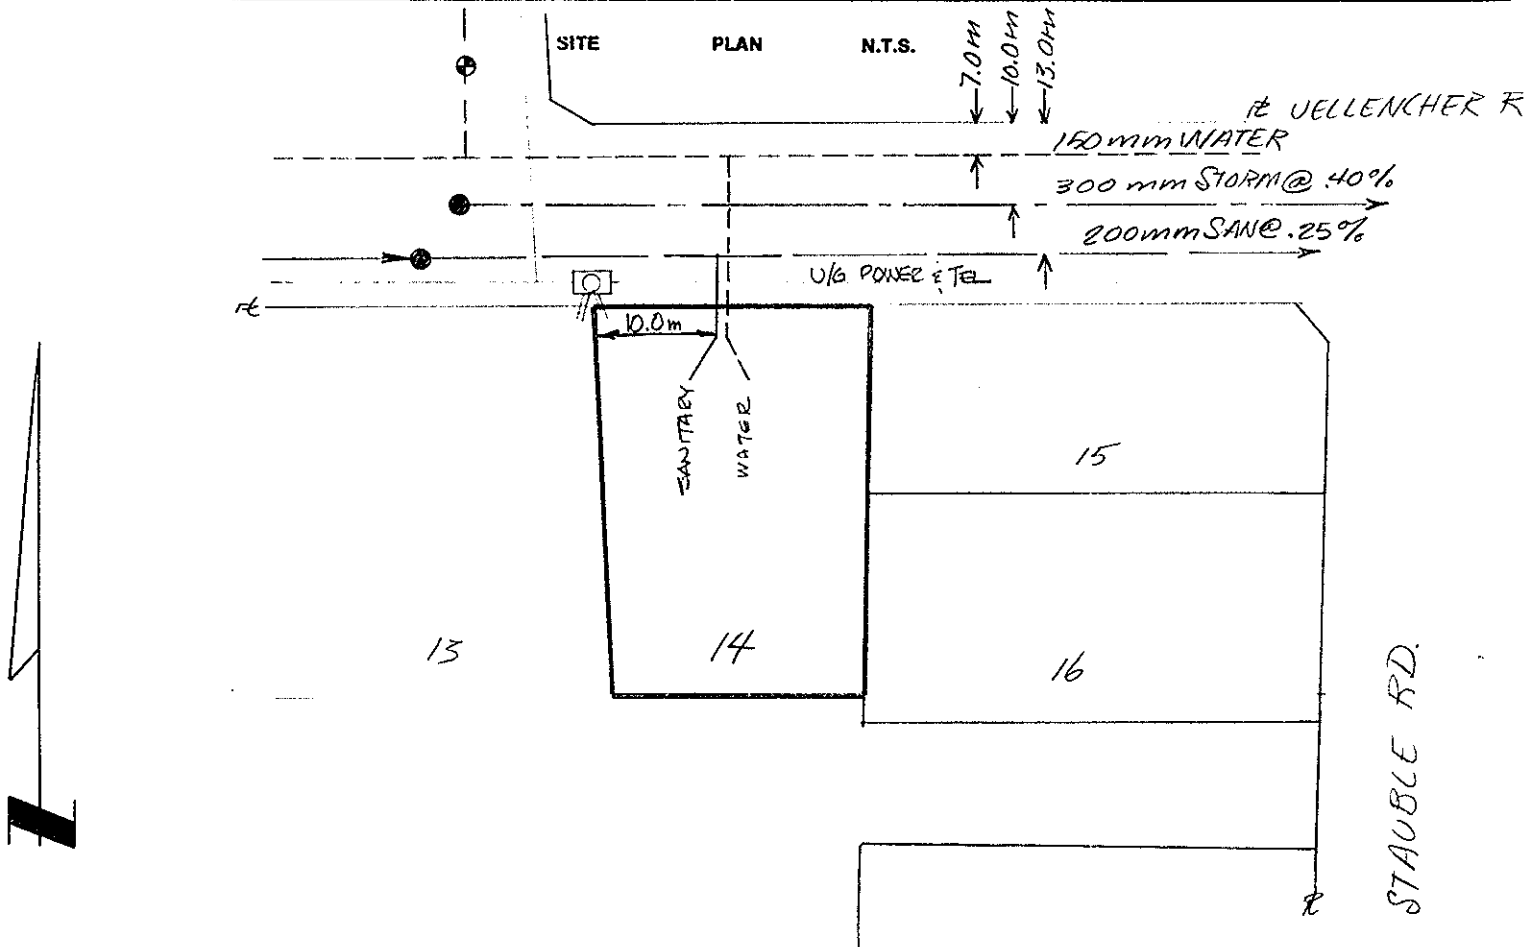 SITE PLAN N.T.S.
7.0m
10.0m
13.0m
UELLENCHER R
150mm WATER
300 mm STORM @ .40%
200mm SAN @ .25%
U/G POWER & TEL
10.0m
SANITARY
WATER
15
13
14
16
STAUBLE RD.